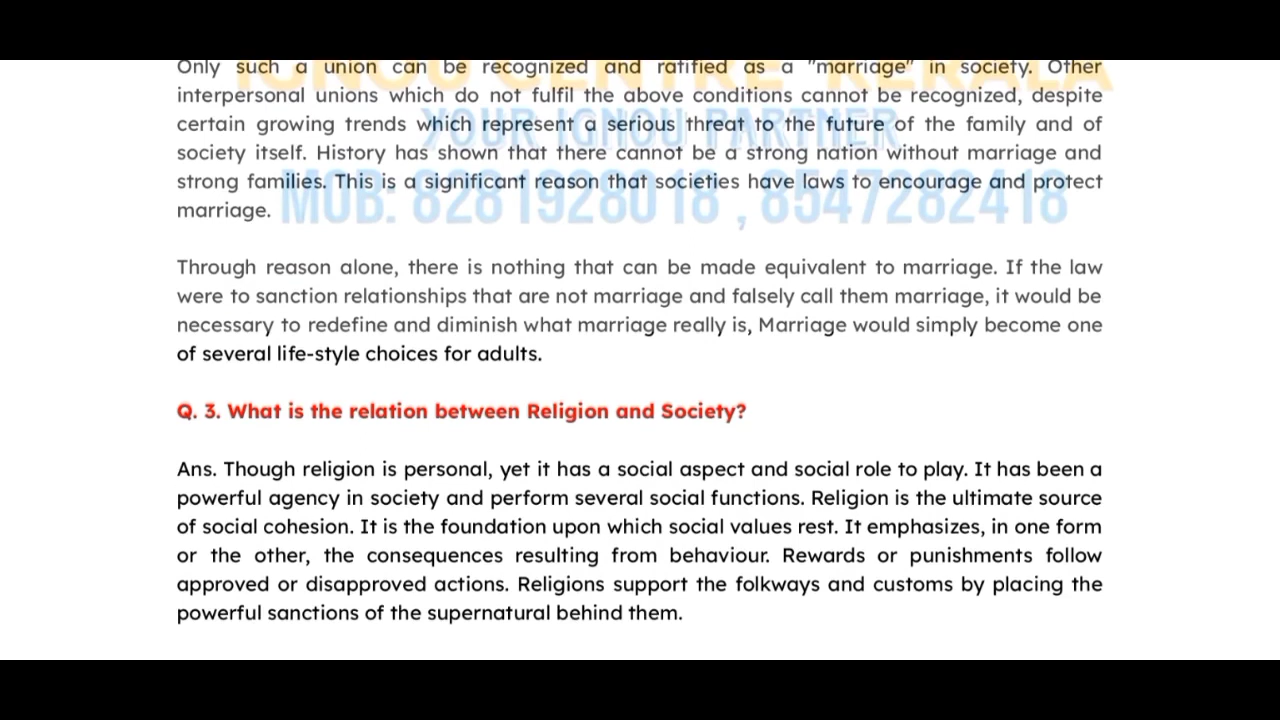 IGNOU CENTRE KERALA
Only such a union can be recognized and ratified as a "marriage" in society. Other
interpersonal unions which do not fulfil the above conditions cannot be recognized, despite
YOUR IGNOU PARTNER
certain growing trends which represent a serious threat to the future of the family and of
society itself. History has shown that there cannot be a strong nation without marriage and
strong families. This is a significant reason that societies have laws to encourage and protect
MOB: 8281928018 , 8547282418
marriage.
Through reason alone, there is nothing that can be made equivalent to marriage. If the law
were to sanction relationships that are not marriage and falsely call them marriage, it would be
necessary to redefine and diminish what marriage really is, Marriage would simply become one
of several life-style choices for adults.
Q. 3. What is the relation between Religion and Society?
Ans. Though religion is personal, yet it has a social aspect and social role to play. It has been a
powerful agency in society and perform several social functions. Religion is the ultimate source
of social cohesion. It is the foundation upon which social values rest. It emphasizes, in one form
or the other, the consequences resulting from behaviour. Rewards or punishments follow
approved or disapproved actions. Religions support the folkways and customs by placing the
powerful sanctions of the supernatural behind them.